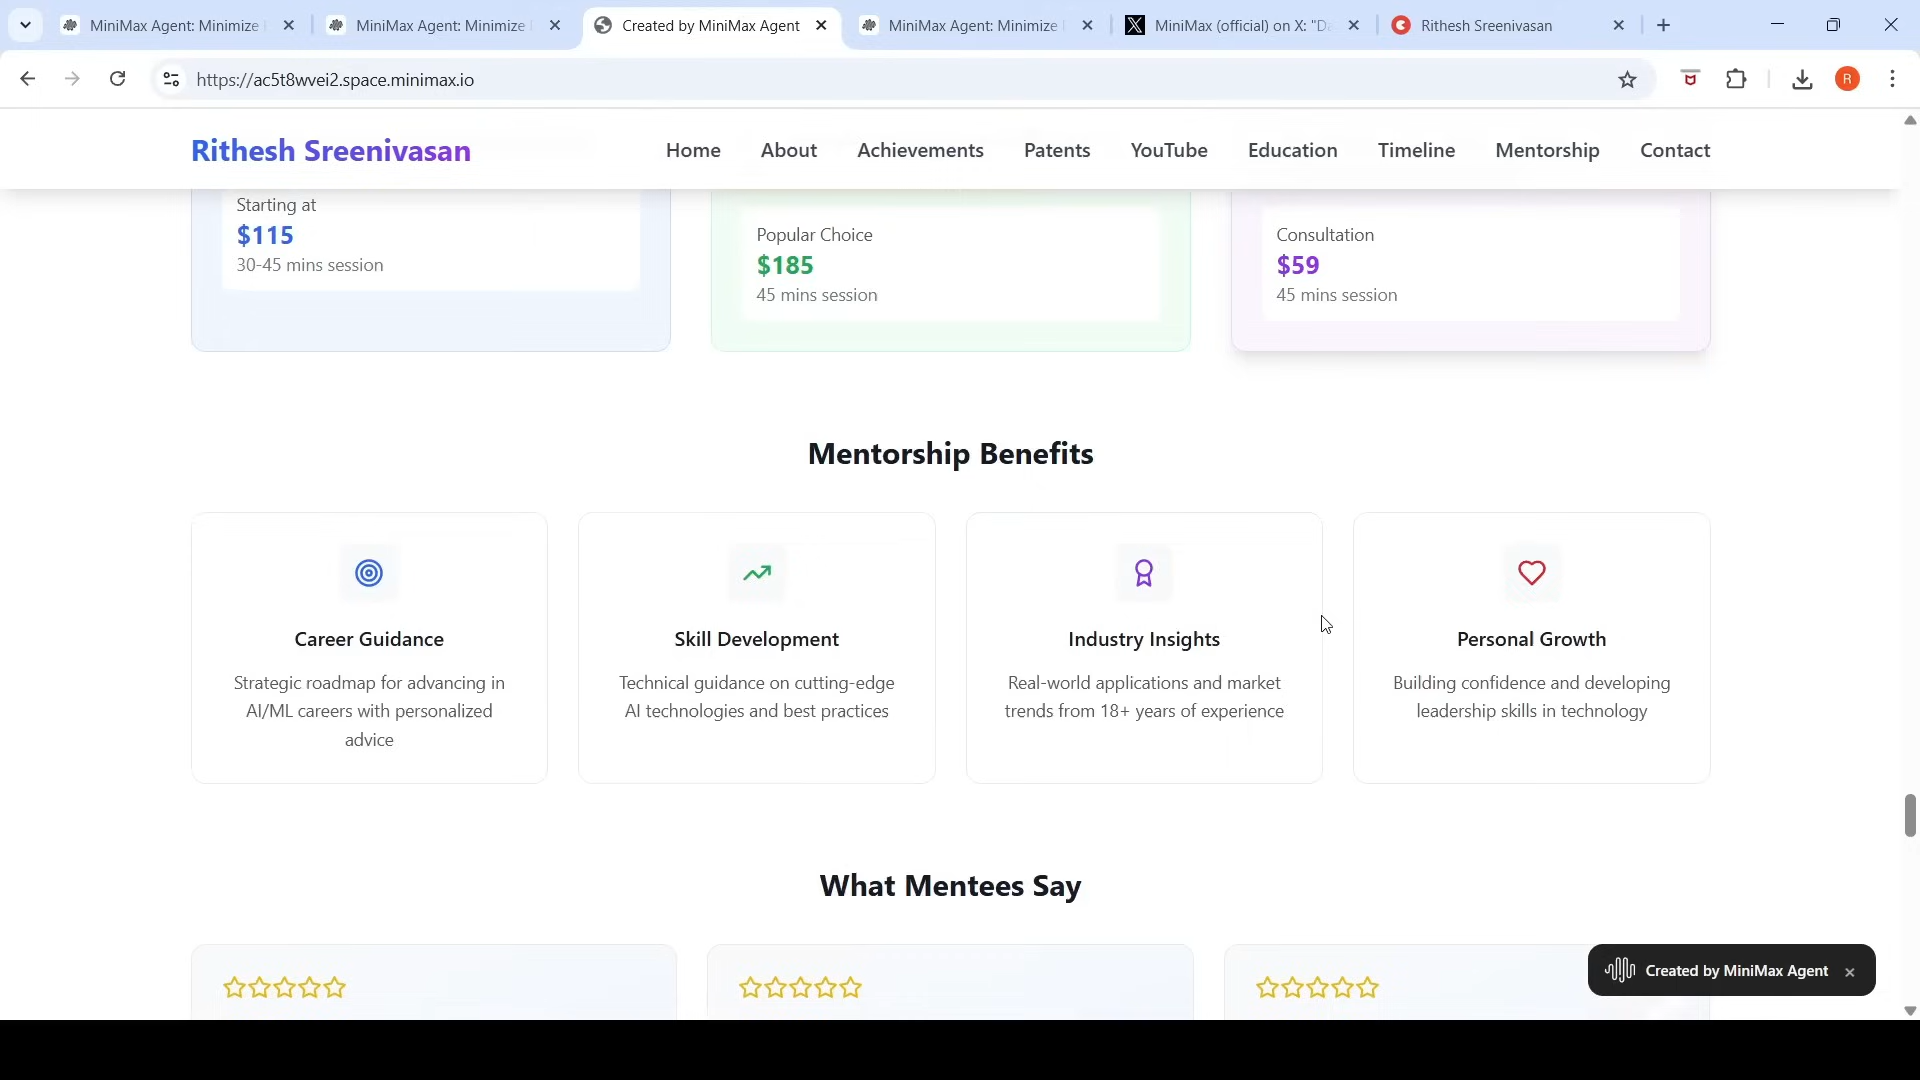 MiniMax Agent: Minimize
MiniMax Agent: Minimize
Created by MiniMax Agent
MiniMax Agent: Minimize
MiniMax (official) on X: "Da
Rithesh Sreenivasan
https://ac5t8wvei2.space.minimax.io
R
Rithesh Sreenivasan
Home
About
Achievements
Patents
YouTube
Education
Timeline
Mentorship
Contact
Starting at
$115
30-45 mins session
Popular Choice
$185
45 mins session
Consultation
$59
45 mins session
Mentorship Benefits
Career Guidance
Strategic roadmap for advancing in
AI/ML careers with personalized
advice
Skill Development
Technical guidance on cutting-edge
AI technologies and best practices
Industry Insights
Real-world applications and market
trends from 18+ years of experience
Personal Growth
Building confidence and developing
leadership skills in technology
What Mentees Say
Created by MiniMax Agent